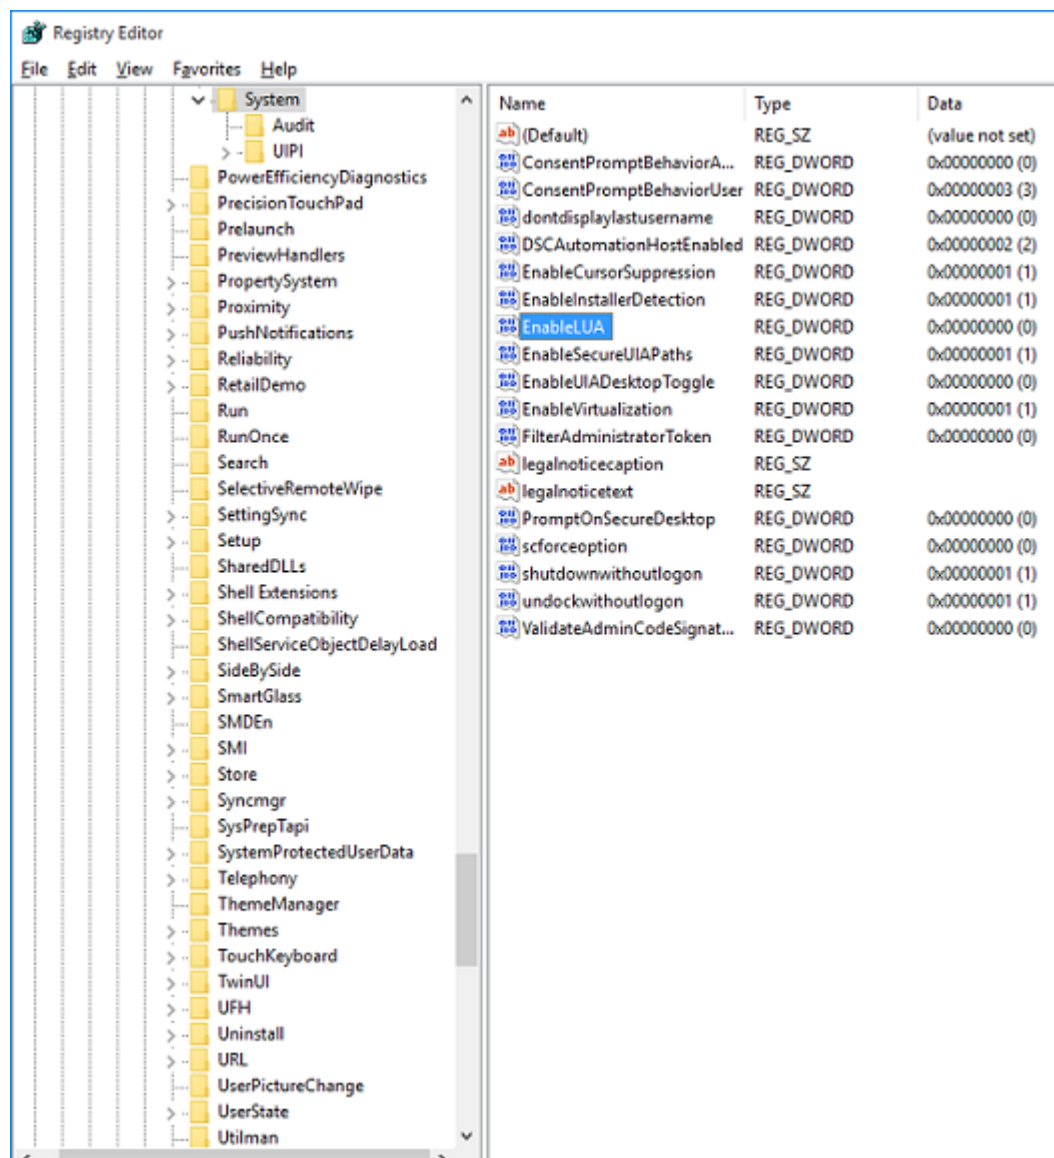 Registry Editor
File Edit View Favorites Help
System
Audit
UIPI
PowerEfficiencyDiagnostics
PrecisionTouchPad
Prelaunch
PreviewHandlers
PropertySystem
Proximity
PushNotifications
Reliability
RetailDemo
Run
RunOnce
Search
SelectiveRemoteWipe
SettingSync
Setup
SharedDLLs
Shell Extensions
ShellCompatibility
ShellServiceObjectDelayLoad
SideBySide
SmartGlass
SMDEn
SMI
Store
Syncmgr
SysPrepTapi
SystemProtectedUserData
Telephony
ThemeManager
Themes
TouchKeyboard
TwinUI
UFH
Uninstall
URL
UserPictureChange
UserState
Utilman
Name Type Data
(Default) REG_SZ (value not set)
ConsentPromptBehaviorA... REG_DWORD 0x00000000 (0)
ConsentPromptBehaviorUser REG_DWORD 0x00000003 (3)
dontdisplaylastusername REG_DWORD 0x00000000 (0)
DSCAutomationHostEnabled REG_DWORD 0x00000002 (2)
EnableCursorSuppression REG_DWORD 0x00000001 (1)
EnableInstallerDetection REG_DWORD 0x00000001 (1)
EnableLUA REG_DWORD 0x00000000 (0)
EnableSecureUIAPaths REG_DWORD 0x00000001 (1)
EnableUIADesktopToggle REG_DWORD 0x00000000 (0)
EnableVirtualization REG_DWORD 0x00000001 (1)
FilterAdministratorToken REG_DWORD 0x00000000 (0)
legalnoticecaption REG_SZ
legalnoticetext REG_SZ
PromptOnSecureDesktop REG_DWORD 0x00000000 (0)
scforceoption REG_DWORD 0x00000000 (0)
shutdownwithoutlogon REG_DWORD 0x00000001 (1)
undockwithoutlogon REG_DWORD 0x00000001 (1)
ValidateAdminCodeSignat... REG_DWORD 0x00000000 (0)